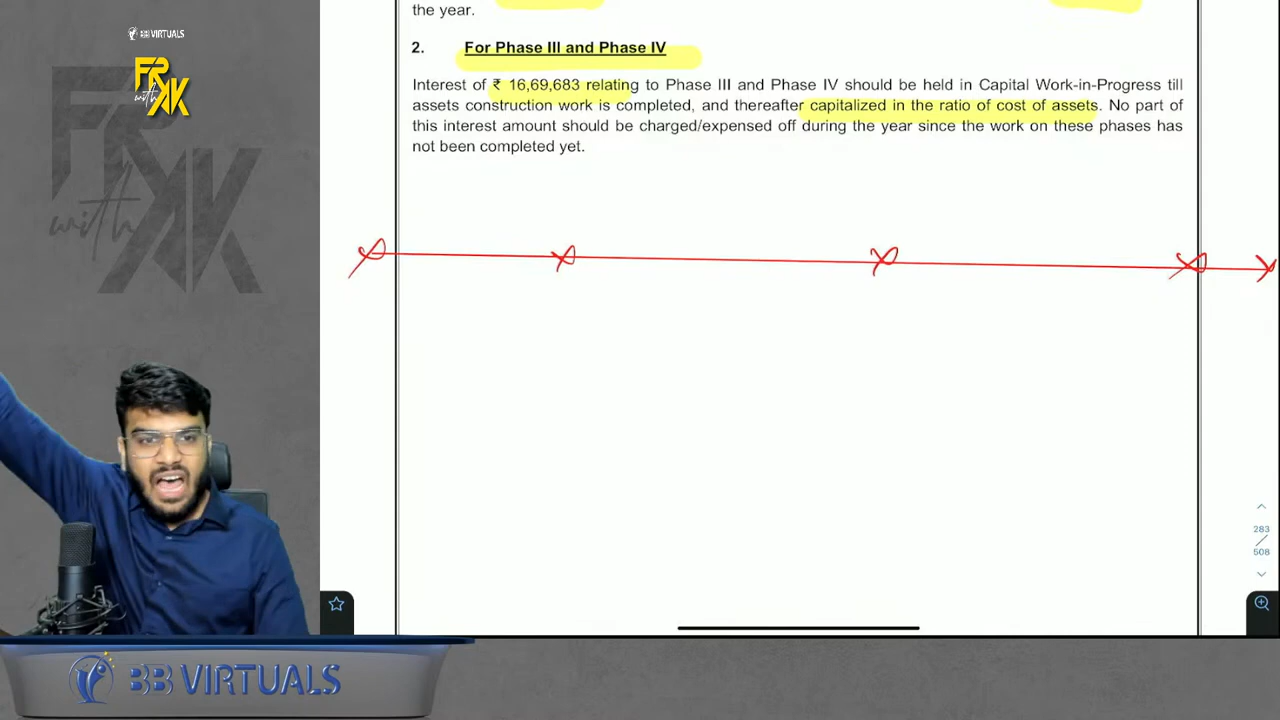 BB VIRTUALS
FR
with
AK
FR
with
AK
the year.
2. For Phase III and Phase IV
Interest of ₹ 16,69,683 relating to Phase III and Phase IV should be held in Capital Work-in-Progress till
assets construction work is completed, and thereafter capitalized in the ratio of cost of assets. No part of
this interest amount should be charged/expensed off during the year since the work on these phases has
not been completed yet.
283
508
BB VIRTUALS